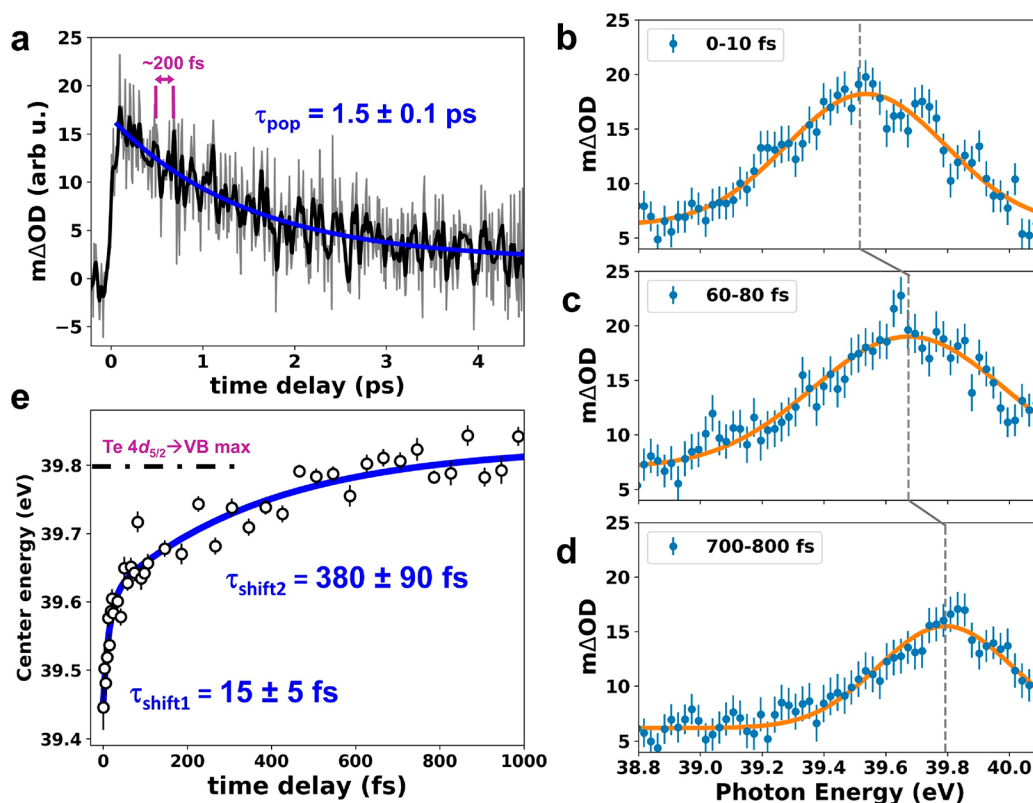 a
25
20
15
10
5
0
−5
mΔOD (arb u.)
~200 fs
τpop = 1.5 ± 0.1 ps
0 1 2 3 4
time delay (ps)
b
25
20
15
10
5
mΔOD
0-10 fs
c
25
20
15
10
5
mΔOD
60-80 fs
d
25
20
15
10
5
mΔOD
700-800 fs
38.8 39.0 39.2 39.4 39.6 39.8 40.0
Photon Energy (eV)
e
39.8
39.7
39.6
39.5
39.4
Center energy (eV)
Te 4d5/2→VB max
τshift2 = 380 ± 90 fs
τshift1 = 15 ± 5 fs
0 200 400 600 800 1000
time delay (fs)